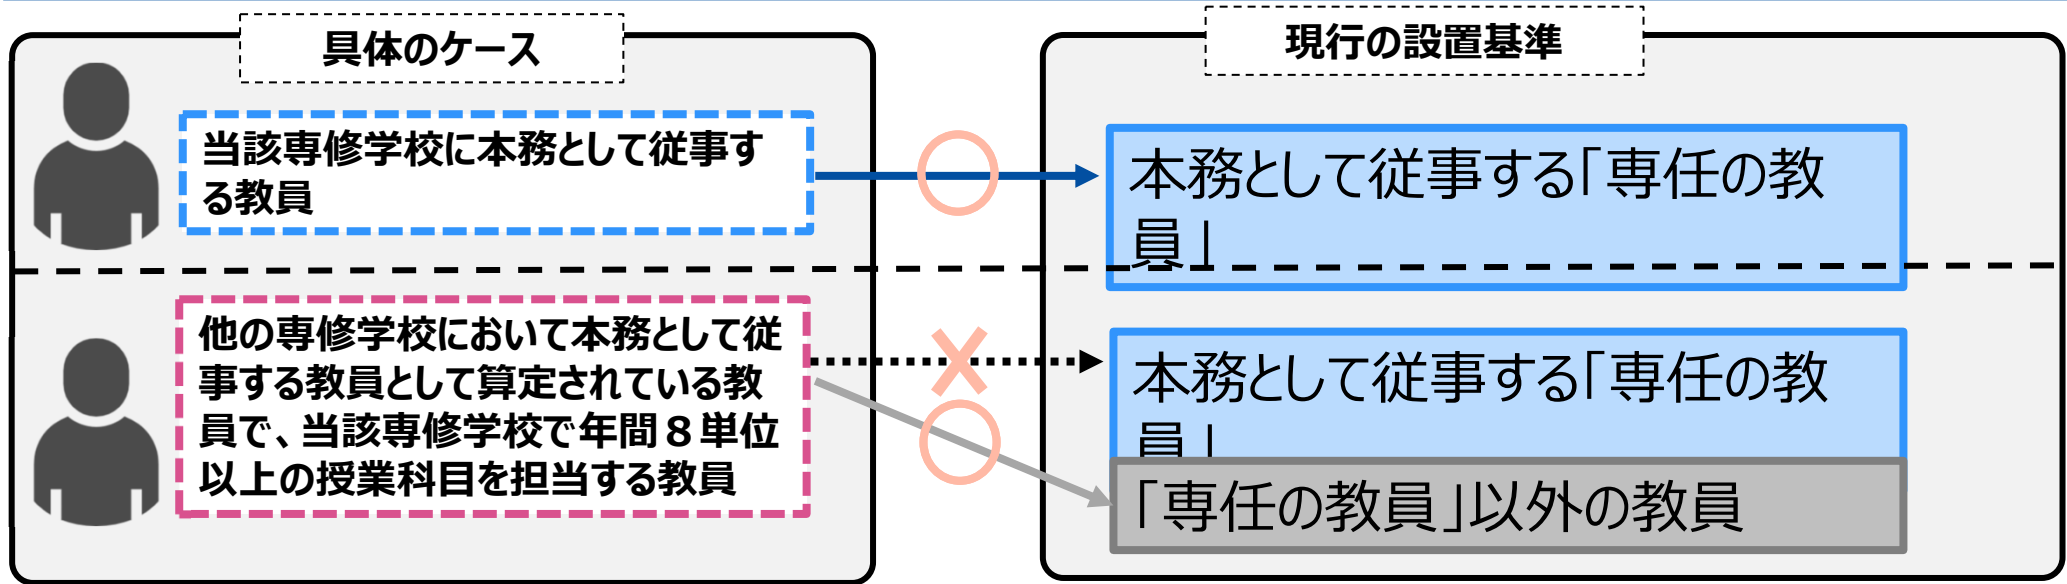 具体のケース
現行の設置基準
当該専修学校に本務として従事す
る教員
本務として従事する「専任の教
員」
他の専修学校において本務として従
事する教員として算定されている教
員で、当該専修学校で年間８単位
以上の授業科目を担当する教員
本務として従事する「専任の教
員」
「専任の教員」以外の教員